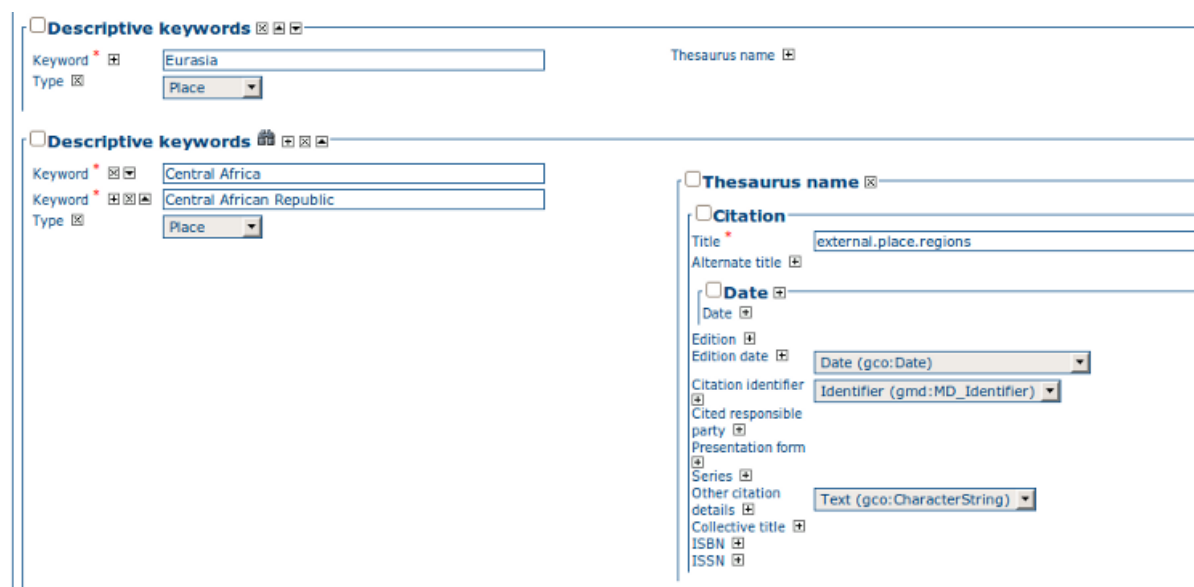 Descriptive keywords
Keyword * Eurasia
Thesaurus name
Type Place
Descriptive keywords
Keyword * Central Africa
Keyword * Central African Republic
Type Place
Thesaurus name
Citation
Title * external.place.regions
Alternate title
Date
Date
Edition
Edition date Date (gco:Date)
Citation identifier Identifier (gmd:MD_Identifier)
Cited responsible
party
Presentation form
Series
Other citation
details Text (gco:CharacterString)
Collective title
ISBN
ISSN